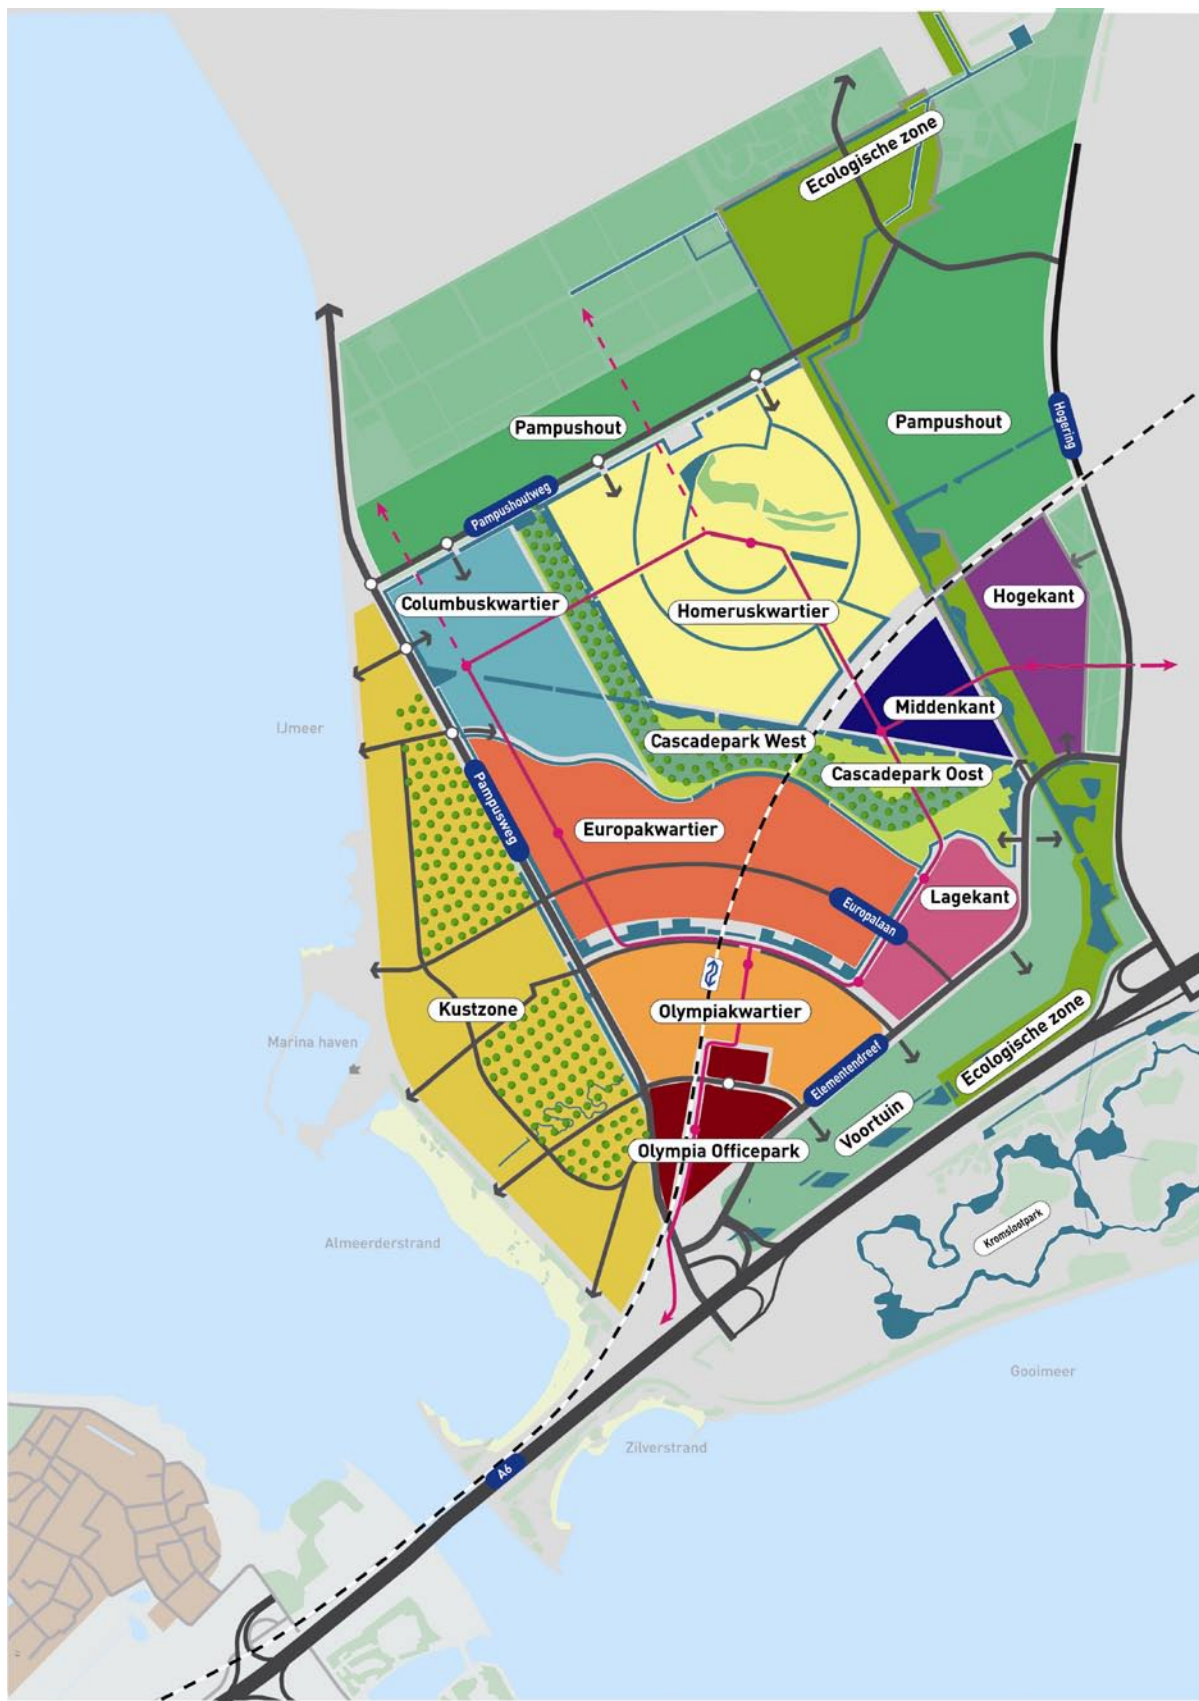 Ecologische zone
Pampushout
Pampushout
Hogering
Pampushoutweg
Columbuskwartier
Homeruskwartier
Hogekant
IJmeer
Middenkant
Cascadepark West
Cascadepark Oost
Pampusweg
Europakwartier
Lagekant
Europalaan
Kustzone
Olympiakwartier
Marina haven
Elementendreef
Ecologische zone
Voortuin
Olympia Officepark
Kromslootpark
Almeerderstrand
Gooimeer
Zilverstrand
A6